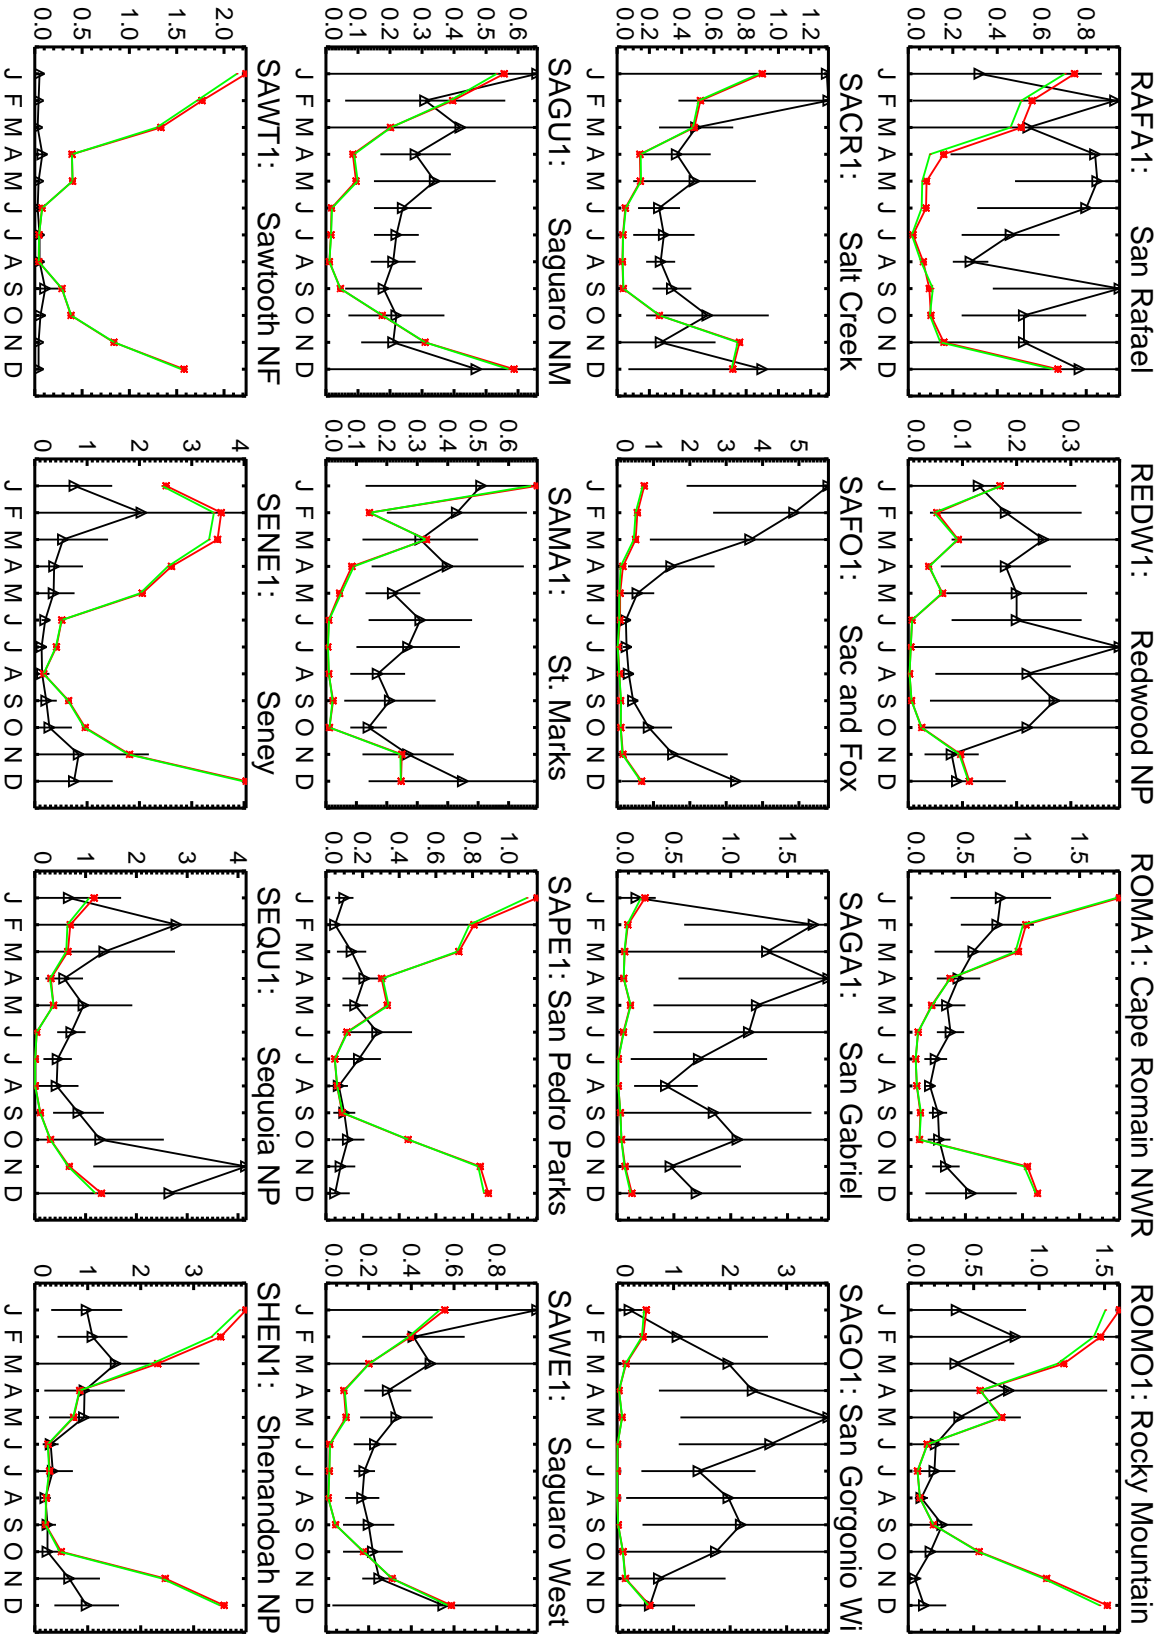 RAFA1: San Rafael
0.8
0.6
0.4
0.2
0.0
J F M A M J J A S O N D
REDW1: Redwood NP
0.3
0.2
0.1
0.0
J F M A M J J A S O N D
ROMA1: Cape Romain NWR
1.5
1.0
0.5
0.0
J F M A M J J A S O N D
ROMO1: Rocky Mountain
1.5
1.0
0.5
0.0
J F M A M J J A S O N D
SACR1: Salt Creek
1.2
1.0
0.8
0.6
0.4
0.2
0.0
J F M A M J J A S O N D
SAFO1: Sac and Fox
5
4
3
2
1
0
J F M A M J J A S O N D
SAGA1: San Gabriel
1.5
1.0
0.5
0.0
J F M A M J J A S O N D
SAGO1: San Gorgonio Wi
3
2
1
0
J F M A M J J A S O N D
SAGU1: Saguaro NM
0.6
0.5
0.4
0.3
0.2
0.1
0.0
J F M A M J J A S O N D
SAMA1: St. Marks
0.6
0.5
0.4
0.3
0.2
0.1
0.0
J F M A M J J A S O N D
SAPE1: San Pedro Parks
1.0
0.8
0.6
0.4
0.2
0.0
J F M A M J J A S O N D
SAWE1: Saguaro West
0.8
0.6
0.4
0.2
0.0
J F M A M J J A S O N D
SAWT1: Sawtooth NF
2.0
1.5
1.0
0.5
0.0
J F M A M J J A S O N D
SENE1: Seney
4
3
2
1
0
J F M A M J J A S O N D
SEQU1: Sequoia NP
4
3
2
1
0
J F M A M J J A S O N D
SHEN1: Shenandoah NP
3
2
1
0
J F M A M J J A S O N D